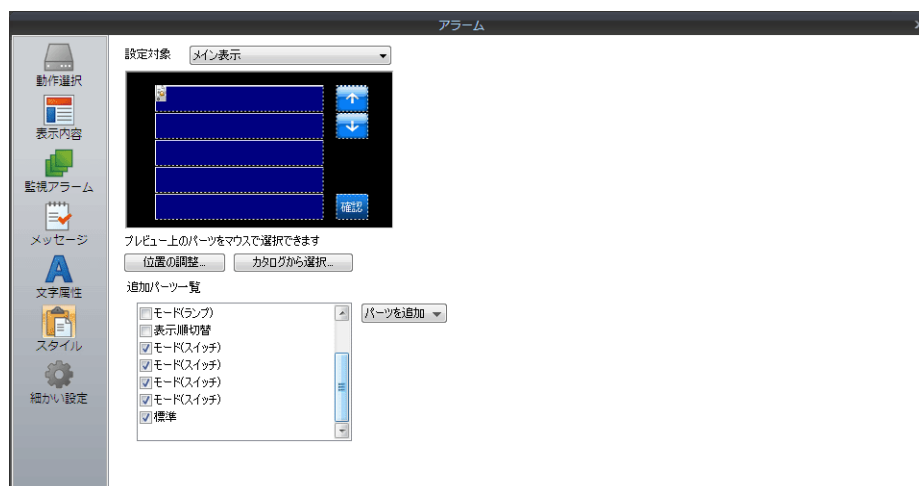 アラーム
動作選択
表示内容
監視アラーム
メッセージ
文字属性
スタイル
細かい設定
設定対象 メイン表示
確認
プレビュー上のパーツをマウスで選択できます
位置の調整... カタログから選択...
追加パーツ一覧
モード(ランプ) パーツを追加
表示順切替
モード(スイッチ)
モード(スイッチ)
モード(スイッチ)
モード(スイッチ)
標準